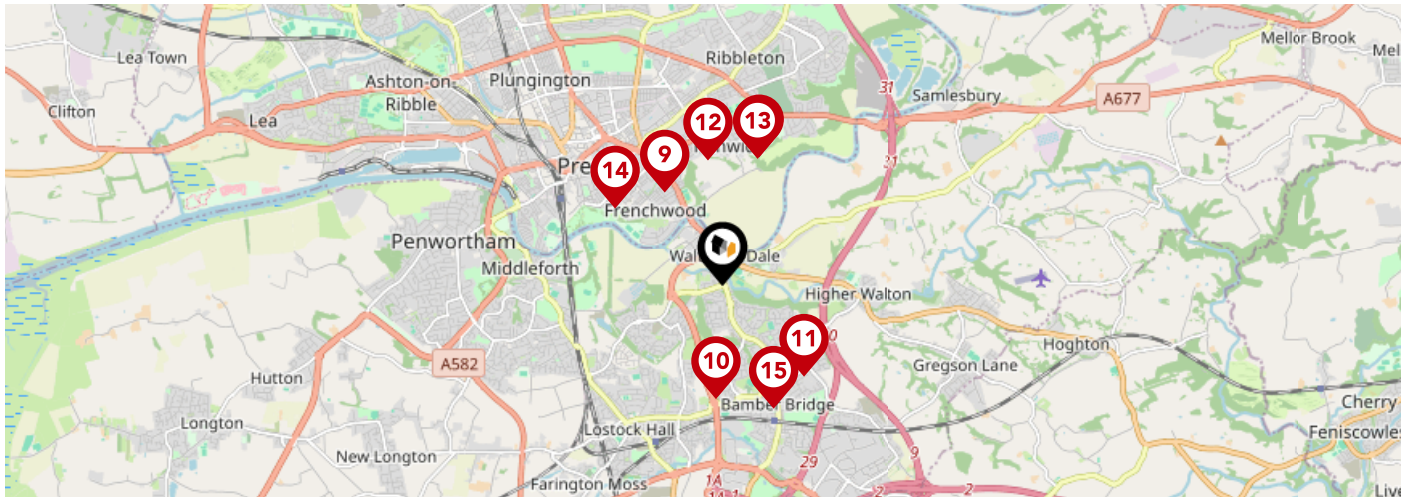 Mellor Brook
Lea Town
Ribbleton
Ashton-on-
Ribble
Plungington
31
Samlesbury
A677
Clifton
Lea
12
13
9
14
31
Frenchwood
Penwortham
Middleforth
Higher Walton
11
10
15
Hoghton
A582
Gregson Lane
Hutton
Bamber Bridge
Cherry
Longton
Lostock Hall
Feniscowles
New Longton
29
9
Farington Moss
1A
2
2